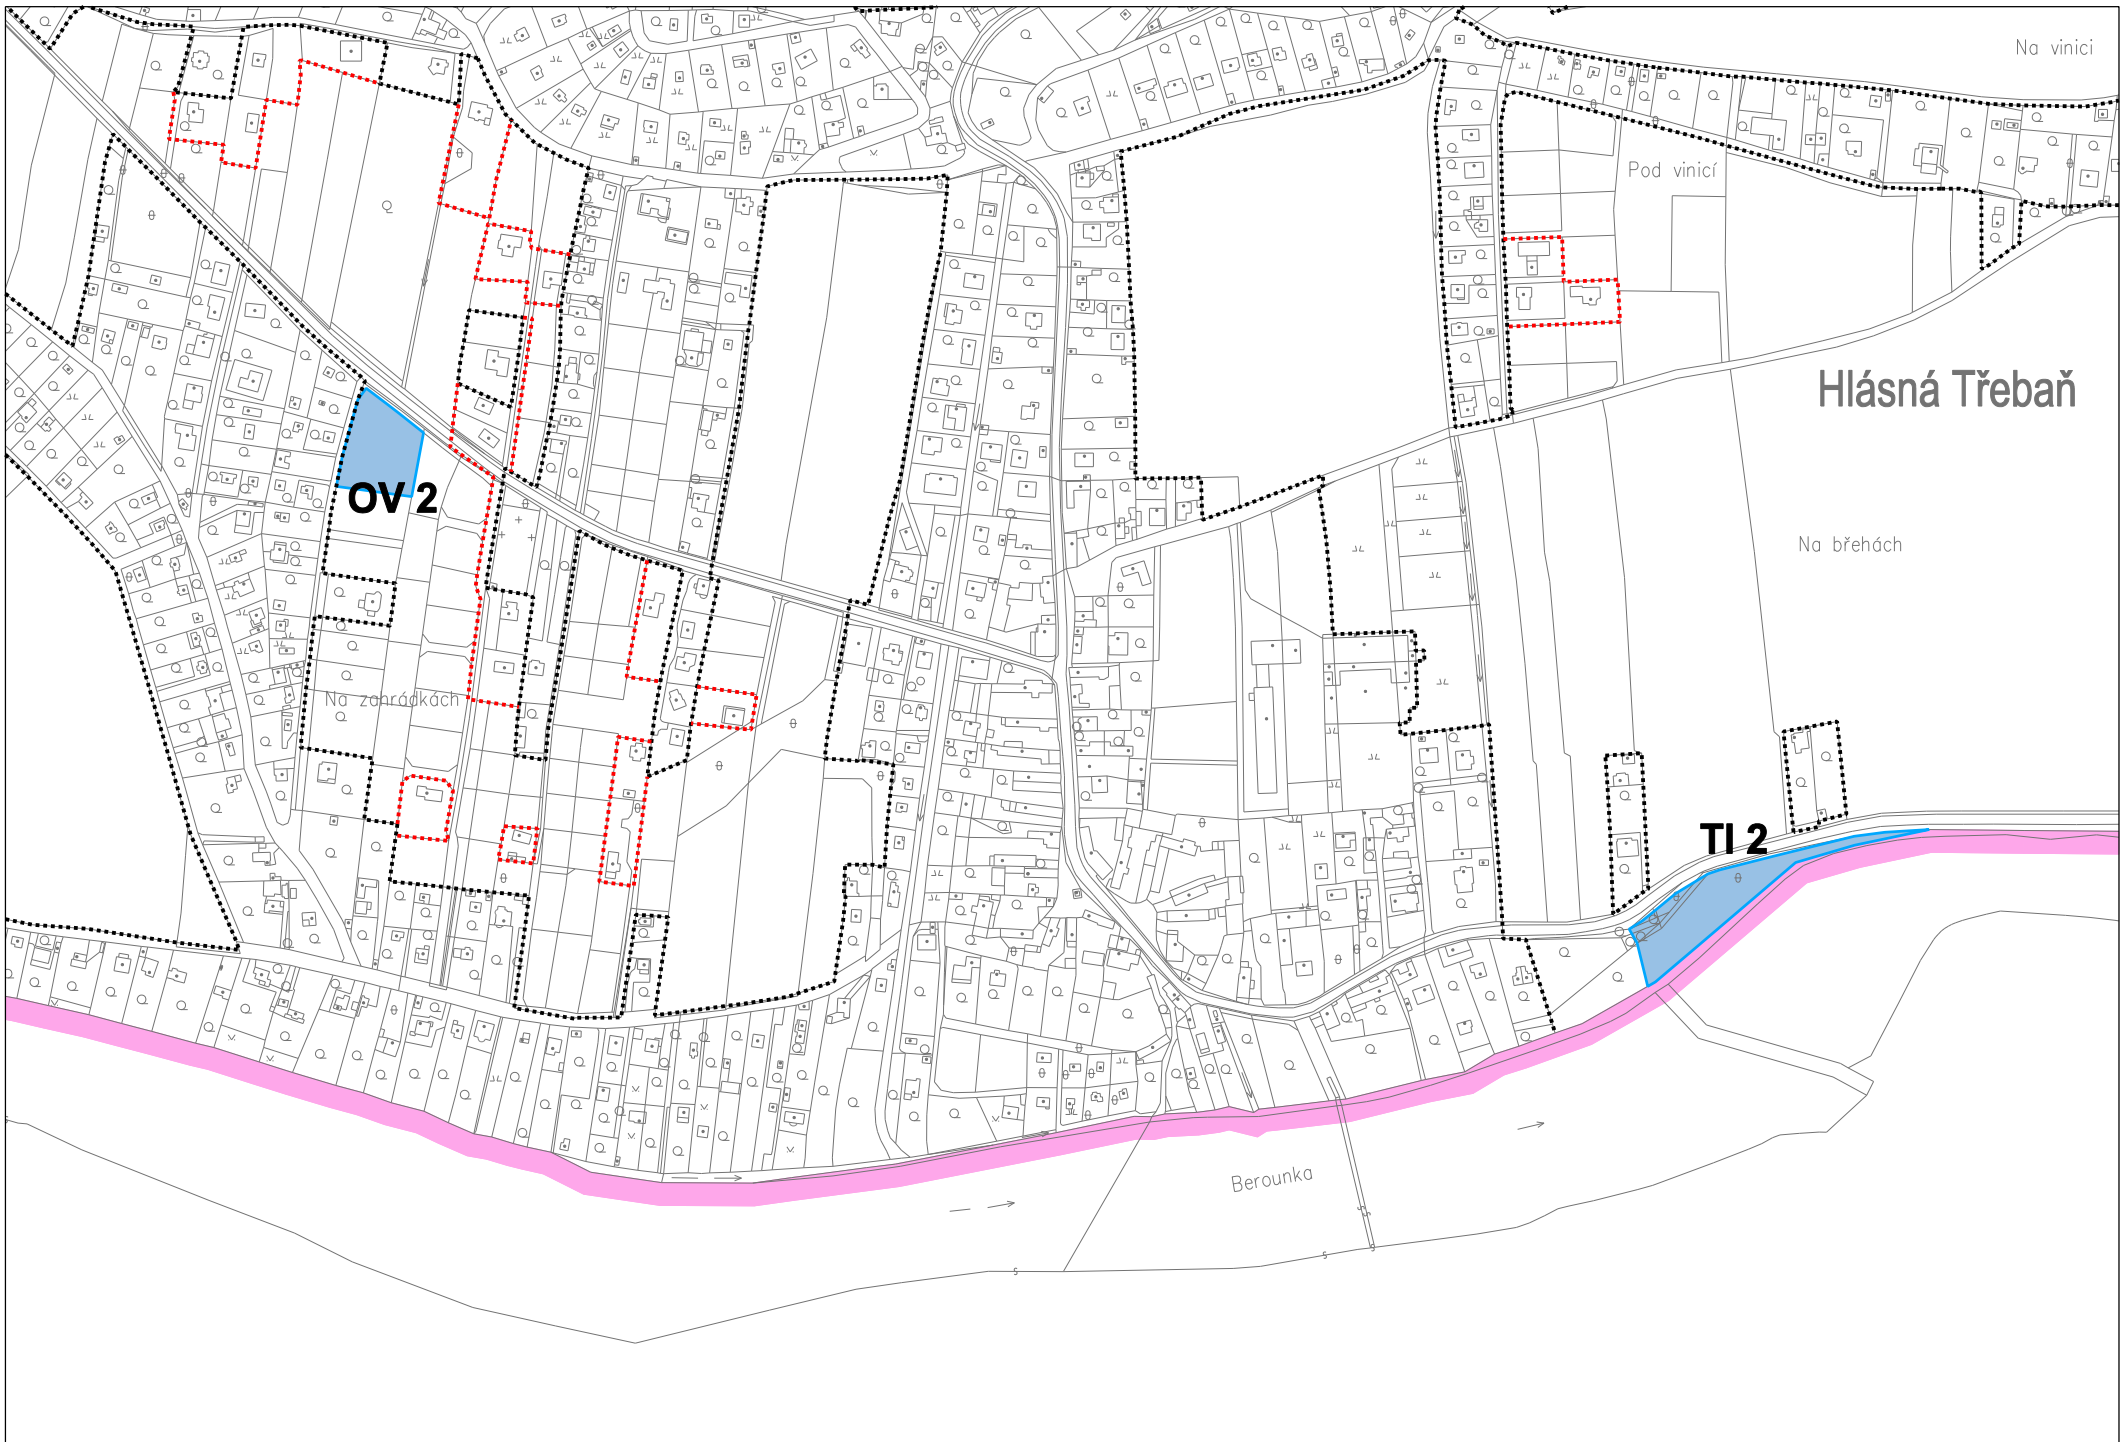 Na vinici
Pod vinicí
Hlásná Třebaň
OV 2
Na břehách
Na zahrádkách
TI 2
Berounka